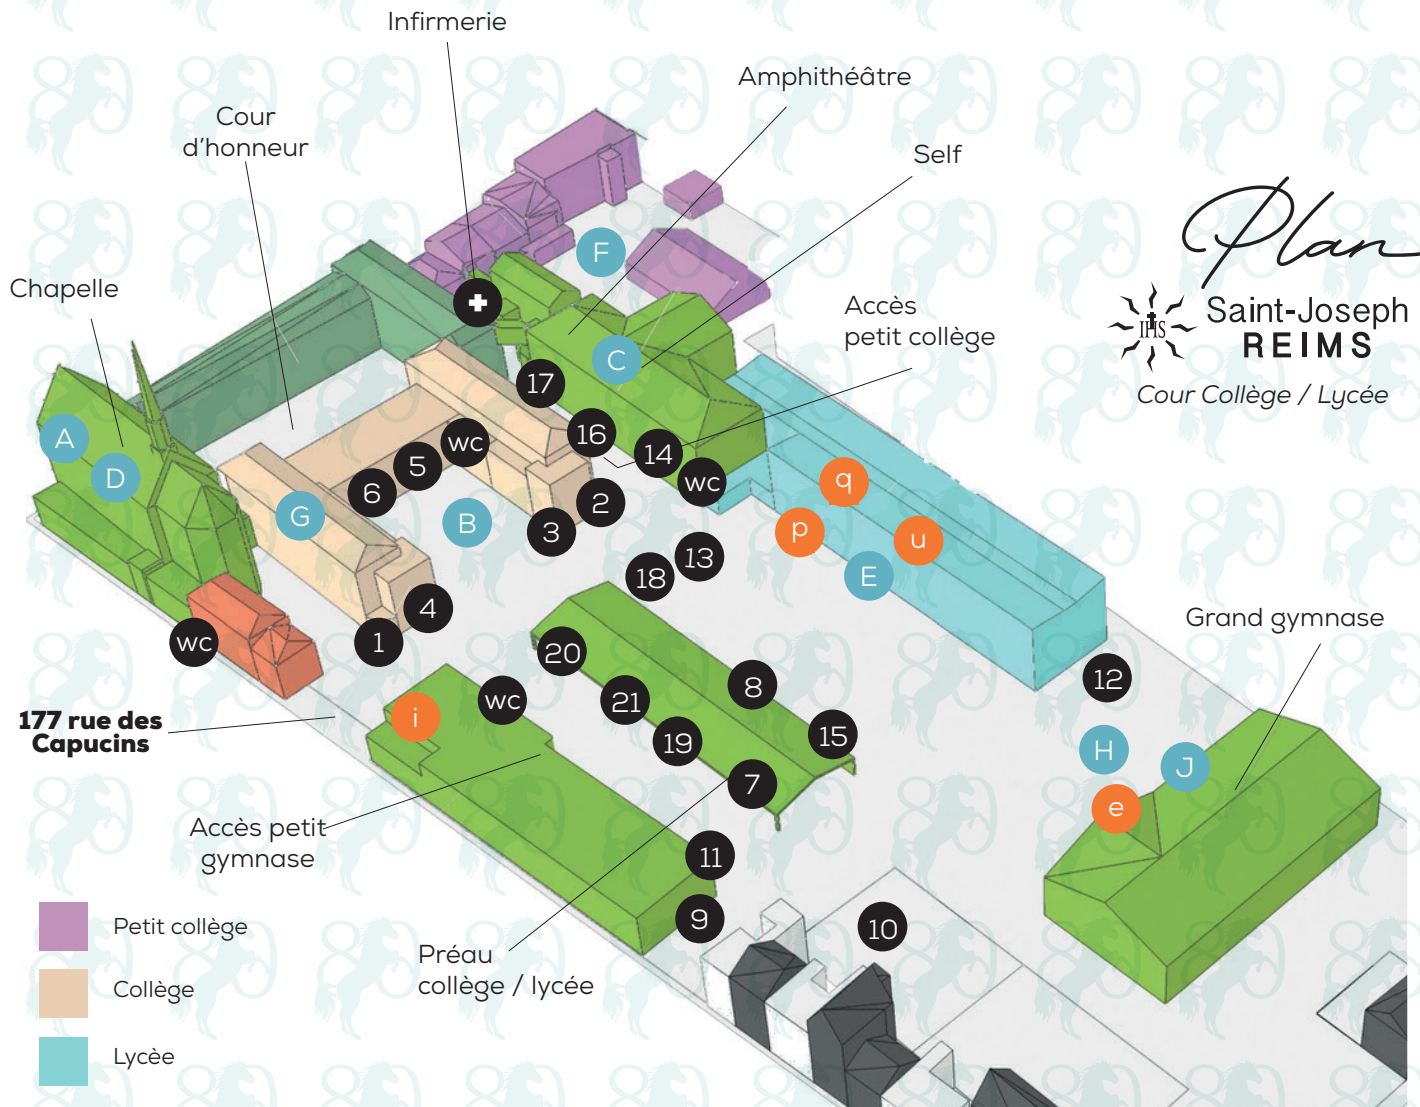 Infirmerie
Amphithéâtre
Cour
d'honneur
Self
Plan
Chapelle
Accès
petit collège
IHS
Saint-Joseph
REIMS
Cour Collège / Lycée
F
C
17
A
D
wc
16
5
14
6
wc
q
G
B
2
3
p
u
13
18
E
4
Grand gymnase
1
wc
20
8
12
177 rue des
Capucins
i
wc
21
19
15
H
J
7
e
Accès petit
gymnase
11
9
10
Petit collège
Préau
collège / lycée
Collège
Lycèe
80